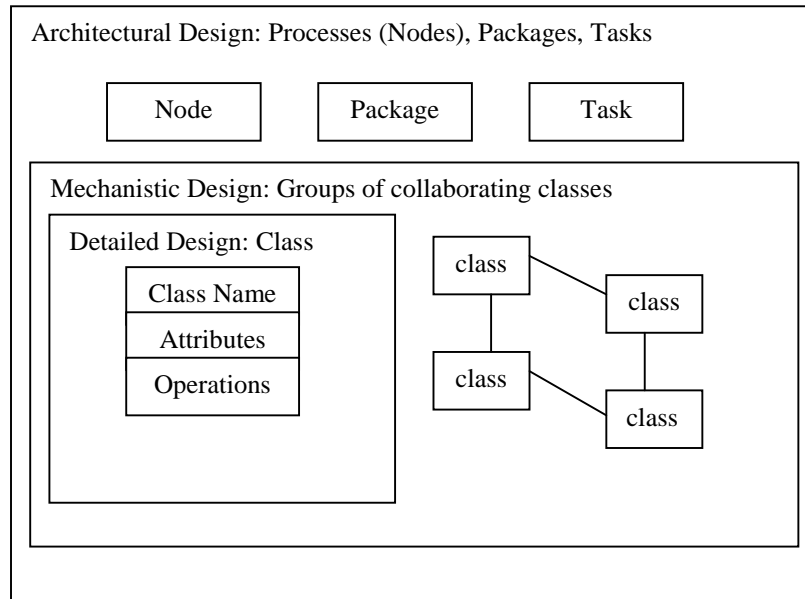 Architectural Design: Processes (Nodes), Packages, Tasks
Node
Package
Task
Mechanistic Design: Groups of collaborating classes
Detailed Design: Class
Class Name
Attributes
Operations
class
class
class
class